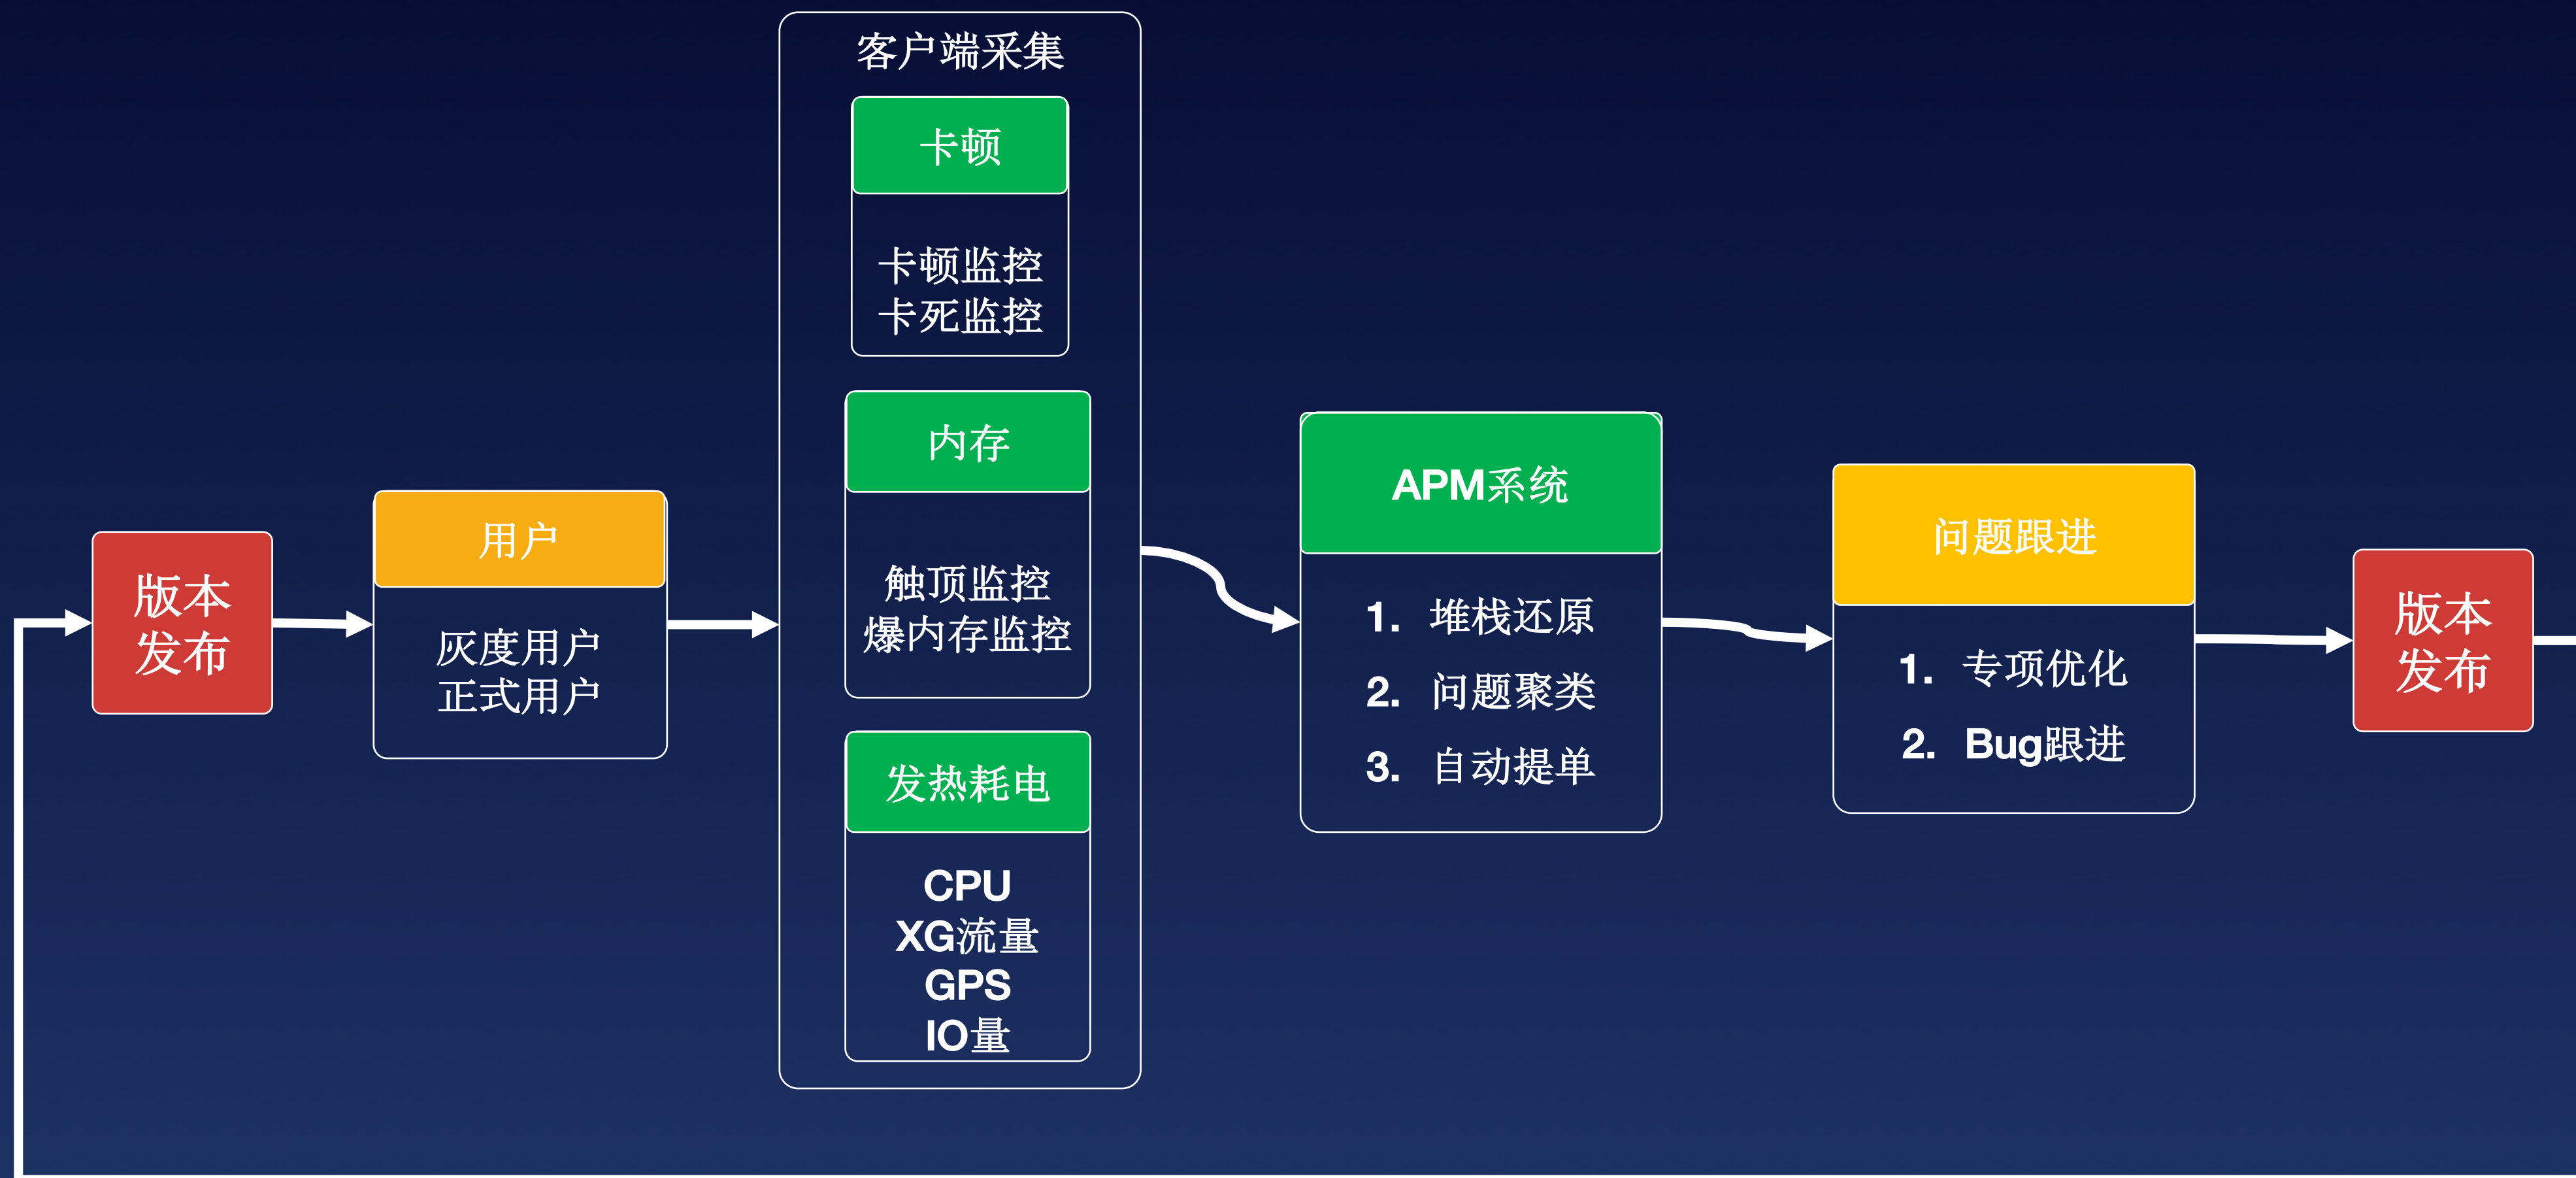 版本
发布
用户
灰度用户
正式用户
客户端采集
卡顿
卡顿监控
卡死监控
内存
触顶监控
爆内存监控
发热耗电
CPU
XG流量
GPS
IO量
APM系统
1. 堆栈还原
2. 问题聚类
3. 自动提单
问题跟进
1. 专项优化
2. Bug跟进
版本
发布